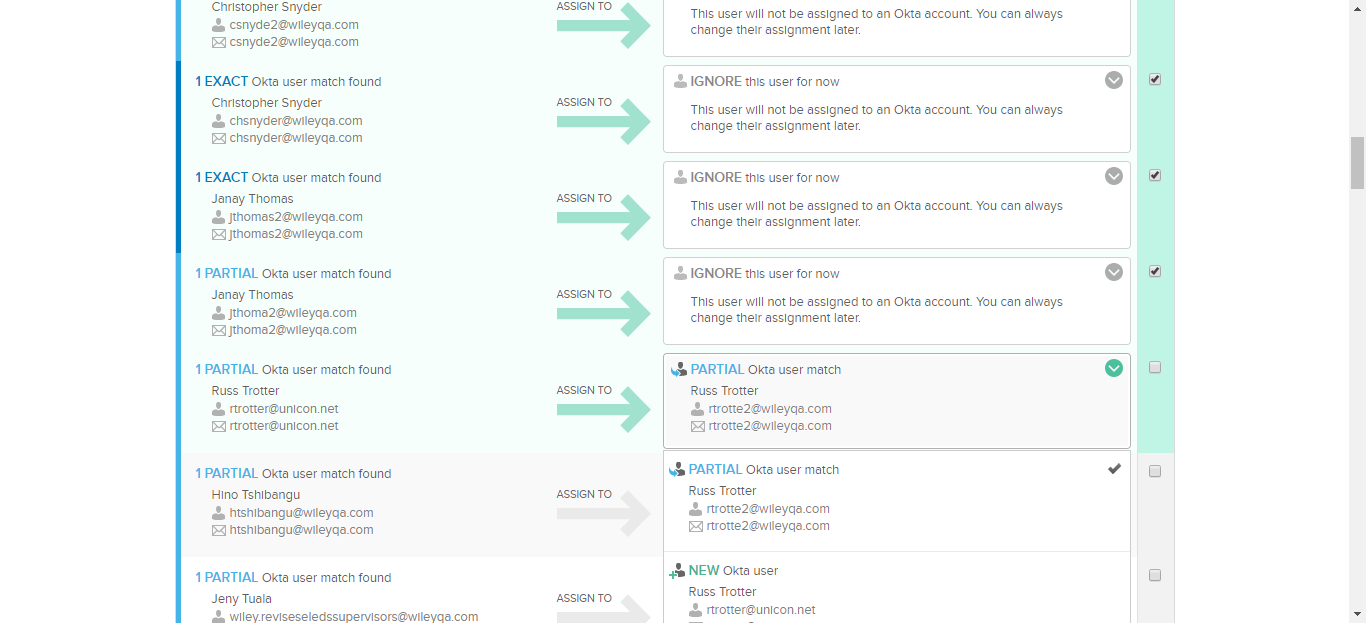 Christopher Snyder
csnyde2@wileyqa.com
csnyde2@wileyqa.com
ASSIGN TO
This user will not be assigned to an Okta account. You can always
change their assignment later.
1 EXACT Okta user match found
Christopher Snyder
chsnyder@wileyqa.com
chsnyder@wileyqa.com
ASSIGN TO
IGNORE this user for now
This user will not be assigned to an Okta account. You can always
change their assignment later.
1 EXACT Okta user match found
Janay Thomas
jthomas2@wileyqa.com
jthomas2@wileyqa.com
ASSIGN TO
IGNORE this user for now
This user will not be assigned to an Okta account. You can always
change their assignment later.
1 PARTIAL Okta user match found
Janay Thomas
jthoma2@wileyqa.com
jthoma2@wileyqa.com
ASSIGN TO
IGNORE this user for now
This user will not be assigned to an Okta account. You can always
change their assignment later.
1 PARTIAL Okta user match found
Russ Trotter
rtrotter@unicon.net
rtrotter@unicon.net
ASSIGN TO
PARTIAL Okta user match
Russ Trotter
rtrotte2@wileyqa.com
rtrotte2@wileyqa.com
1 PARTIAL Okta user match found
Hino Tshibangu
htshibangu@wileyqa.com
htshibangu@wileyqa.com
ASSIGN TO
PARTIAL Okta user match
Russ Trotter
rtrotte2@wileyqa.com
rtrotte2@wileyqa.com
1 PARTIAL Okta user match found
Jeny Tuala
wiley.reviseseledssupervisors@wileyqa.com
ASSIGN TO
NEW Okta user
Russ Trotter
rtrotter@unicon.net